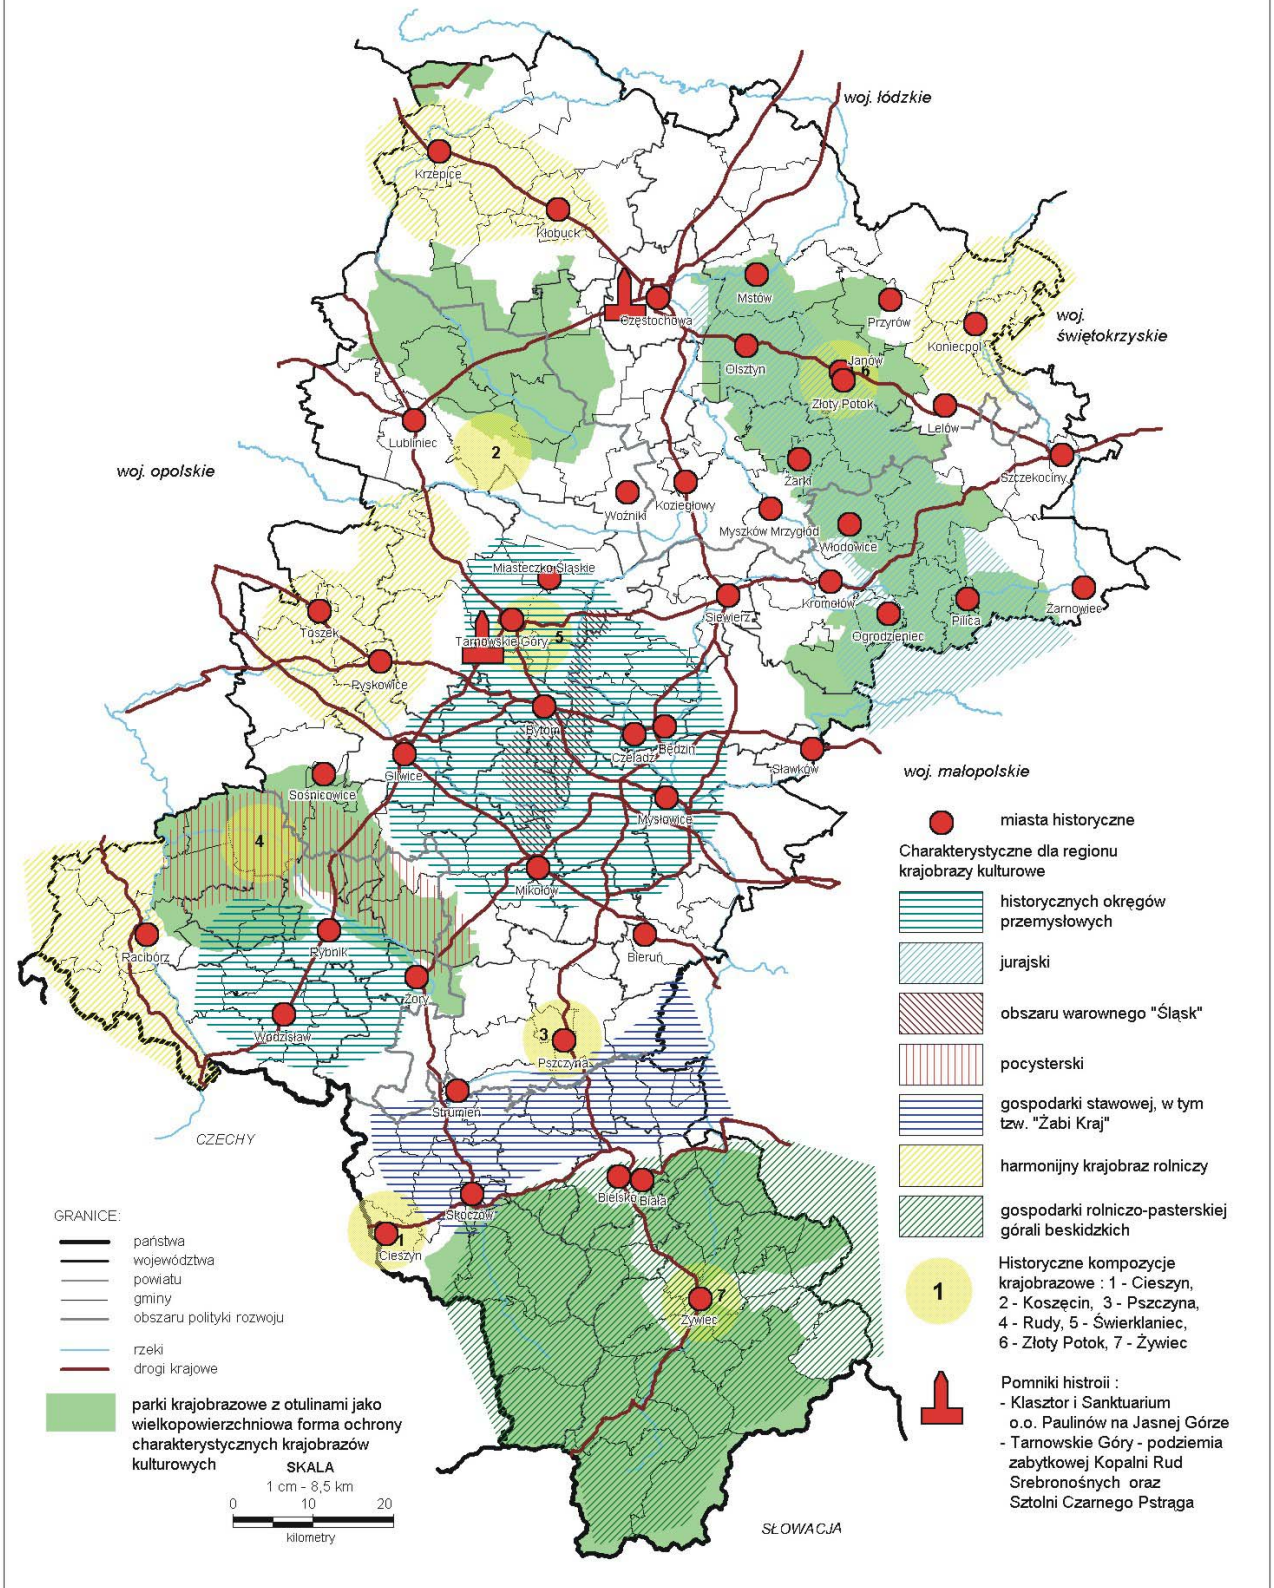 woj. łódzkie
Krzepice
Kłobuck
Częstochowa
Mstów
Przyrów
Koniecpol
woj.
świętokrzyskie
Olsztyn
Janów
6
Złoty Potok
Lelów
Lubliniec
2
Żarki
Szczekociny
woj. opolskie
Woźniki
Koziegłowy
Myszków Mrzygłód
Włodowice
Miasteczko Śląskie
Siewierz
Kromołów
Ogrodzieniec
Pilica
Żarnowiec
Toszek
Tarnowskie Góry
5
Pyskowice
Bytom
Czeladź
Będzin
Gliwice
Sławków
Sośnicowice
Mysłowice
woj. małopolskie
4
Mikołów
Racibórz
Rybnik
Bieruń
Żory
Wodzisław
3
Pszczyna
Strumień
CZECHY
Bielsko
Biała
Skoczów
1
Cieszyn
7
Żywiec
SŁOWACJA
miasta historyczne
Charakterystyczne dla regionu
krajobrazy kulturowe
historycznych okręgów
przemysłowych
jurajski
obszaru warownego "Śląsk"
pocysterski
gospodarki stawowej, w tym
tzw. "Żabi Kraj"
harmonijny krajobraz rolniczy
gospodarki rolniczo-pasterskiej
górali beskidzkich
1
Historyczne kompozycje
krajobrazowe : 1 - Cieszyn,
2 - Koszęcin, 3 - Pszczyna,
4 - Rudy, 5 - Świerklaniec,
6 - Złoty Potok, 7 - Żywiec
Pomniki histroii :
- Klasztor i Sanktuarium
o.o. Paulinów na Jasnej Górze
- Tarnowskie Góry - podziemia
zabytkowej Kopalni Rud
Srebronośnych oraz
Sztolni Czarnego Pstrąga
GRANICE:
państwa
województwa
powiatu
gminy
obszaru polityki rozwoju
rzeki
drogi krajowe
parki krajobrazowe z otulinami jako
wielkopowierzchniowa forma ochrony
charakterystycznych krajobrazów
kulturowych
SKALA
1 cm - 8,5 km
0 10 20
kilometry